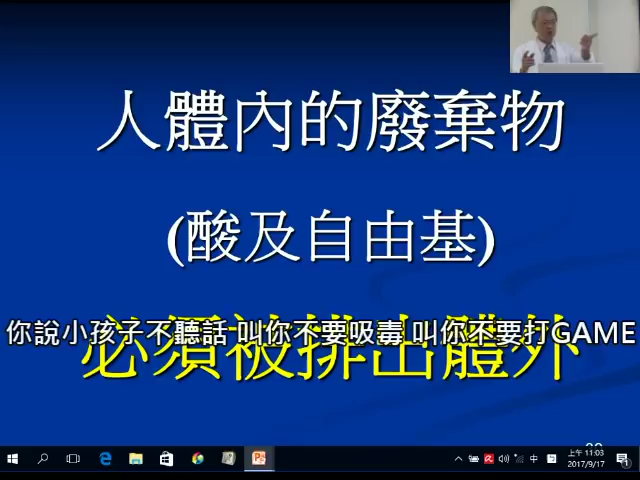 人體內的廢棄物
(酸及自由基)
你說小孩子不聽話 叫你不要吸毒 叫你不要打GAME
必須被排出體外
中
上午 11:03
2017/9/17